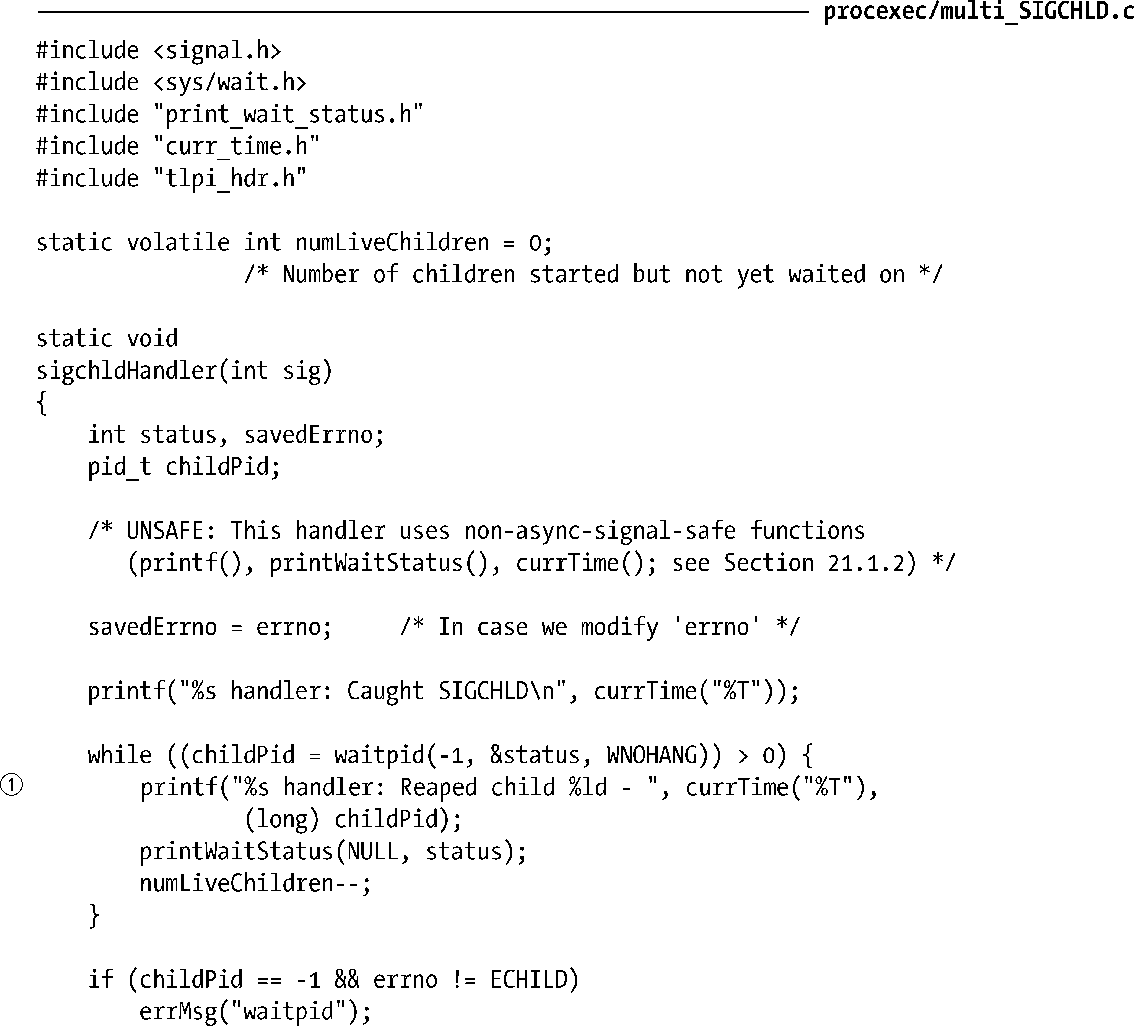 procexec/multi_SIGCHLD.c
#include <signal.h>
#include <sys/wait.h>
#include "print_wait_status.h"
#include "curr_time.h"
#include "tlpi_hdr.h"
static volatile int numLiveChildren = 0;
/* Number of children started but not yet waited on */
static void
sigchldHandler(int sig)
{
int status, savedErrno;
pid_t childPid;
/* UNSAFE: This handler uses non-async-signal-safe functions
(printf(), printWaitStatus(), currTime(); see Section 21.1.2) */
savedErrno = errno; /* In case we modify 'errno' */
printf("%s handler: Caught SIGCHLD\n", currTime("%T"));
while ((childPid = waitpid(-1, &status, WNOHANG)) > 0) {
① printf("%s handler: Reaped child %ld - ", currTime("%T"),
(long) childPid);
printWaitStatus(NULL, status);
numLiveChildren--;
}
if (childPid == -1 && errno != ECHILD)
errMsg("waitpid");